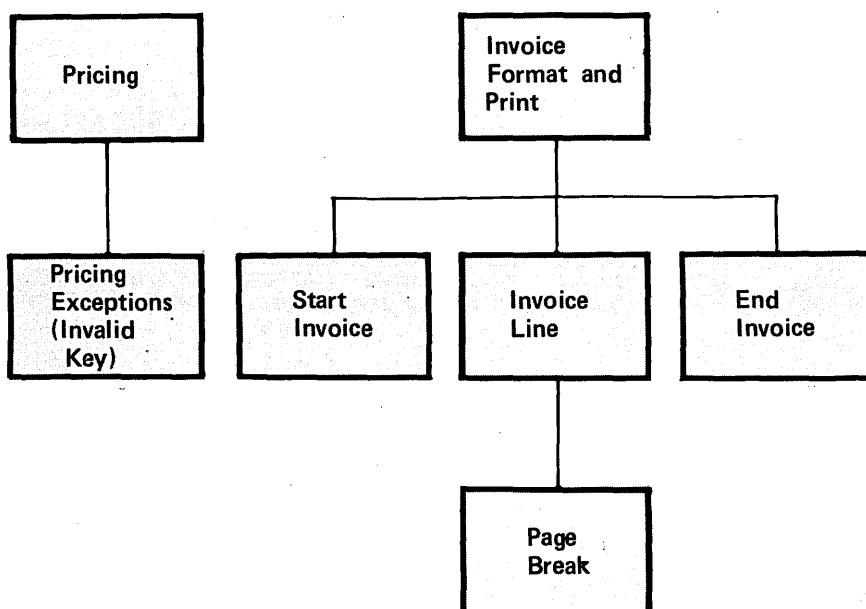 Pricing
Invoice
Format and
Print
Pricing
Exceptions
(Invalid
Key)
Start
Invoice
Invoice
Line
End
Invoice
Page
Break